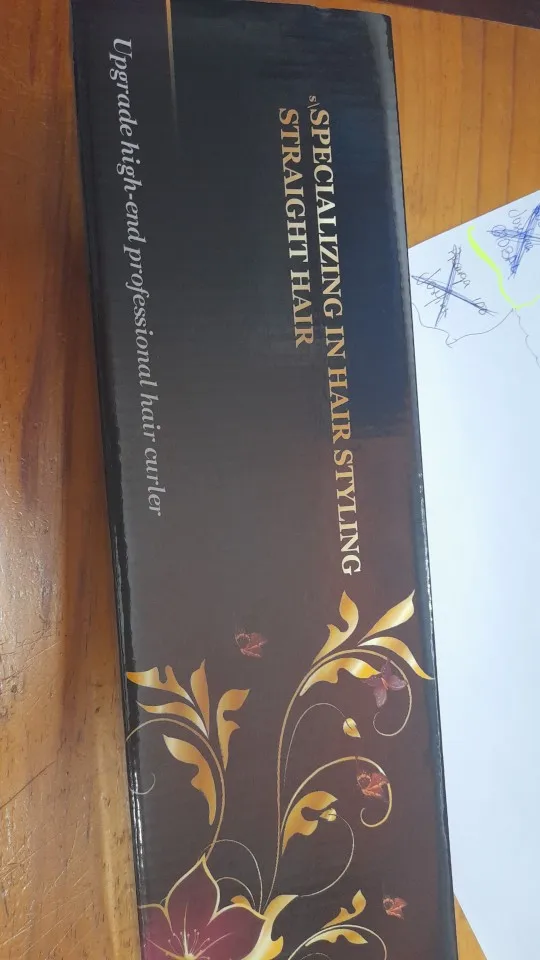 s\SPECIALIZING IN HAIR STYLING
STRAIGHT HAIR
Upgrade high-end professional hair curler